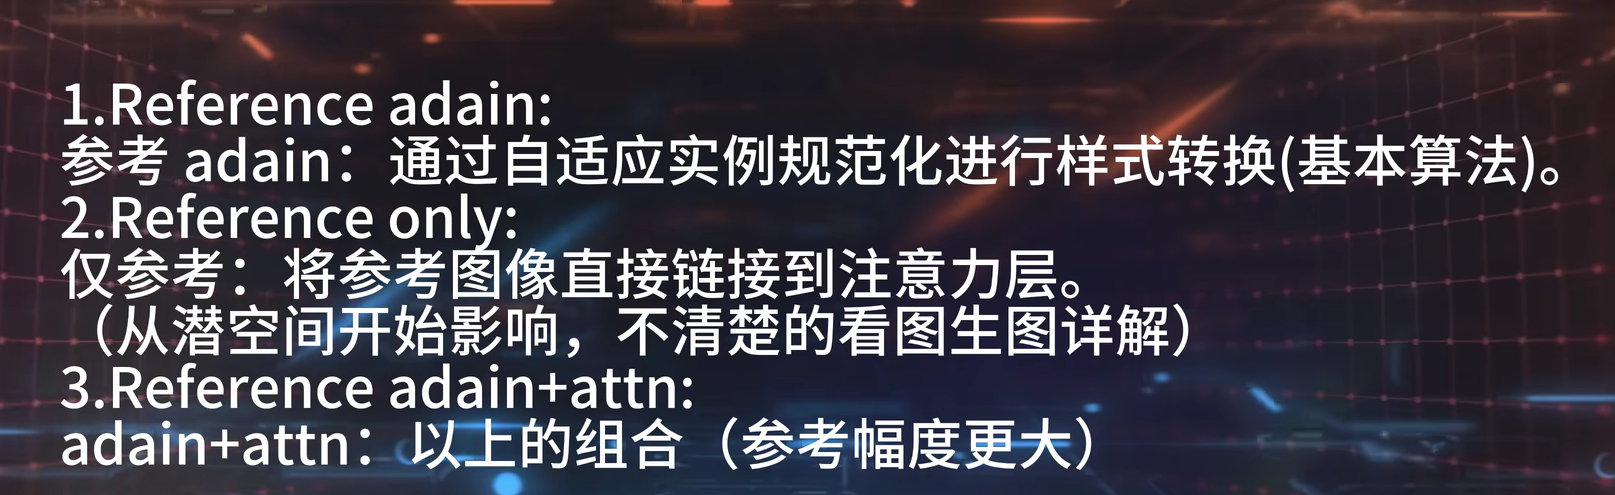 1.Reference adain:
参考 adain：通过自适应实例规范化进行样式转换(基本算法)。
2.Reference only:
仅参考：将参考图像直接链接到注意力层。
（从潜空间开始影响，不清楚的看图生图详解）
3.Reference adain+attn:
adain+attn：以上的组合（参考幅度更大）